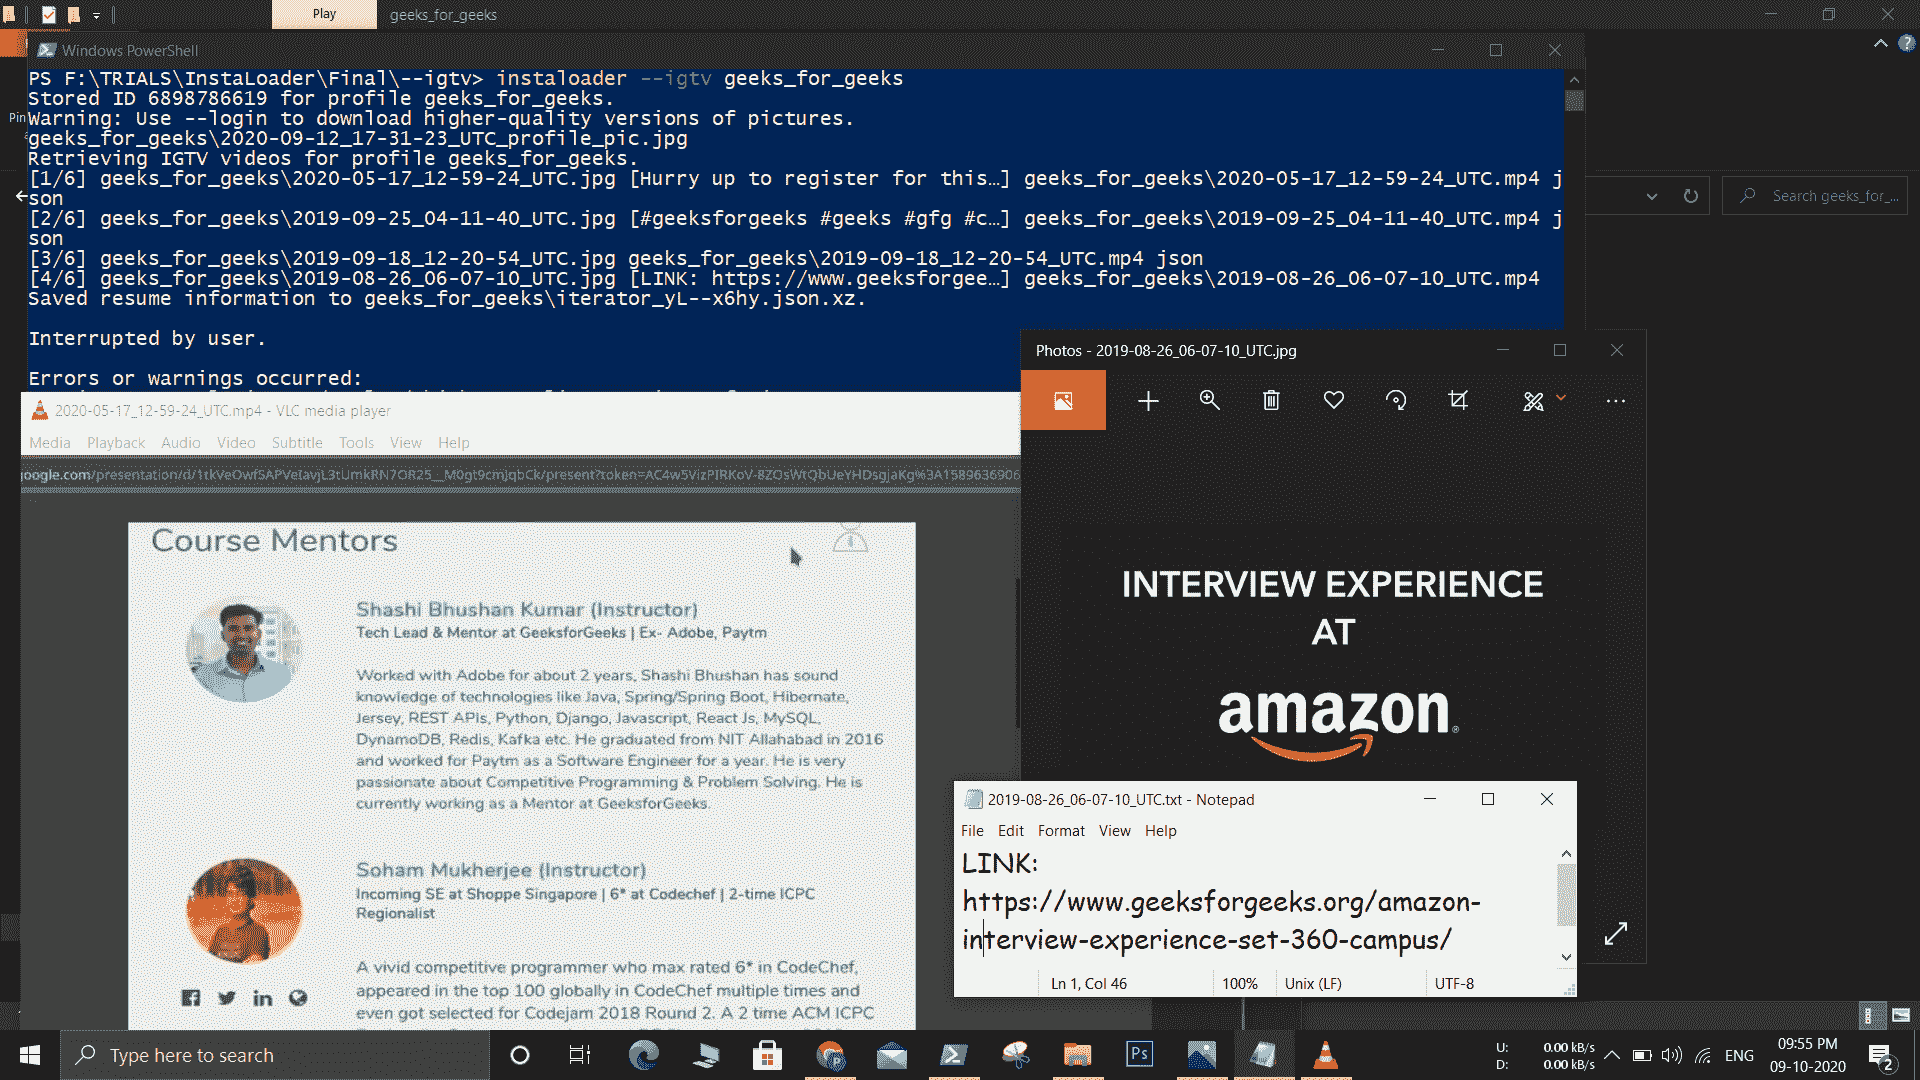 Play
geeks_for_geeks
Windows PowerShell
PS F:\TRIALS\InstaLoader\Final\--igtv> instaloader --igtv geeks_for_geeks
Stored ID 6898786619 for profile geeks_for_geeks.
Warning: Use --login to download higher-quality versions of pictures.
geeks_for_geeks\2020-09-12_17-31-23_UTC_profile_pic.jpg
Retrieving IGTV videos for profile geeks_for_geeks.
[1/6] geeks_for_geeks\2020-05-17_12-59-24_UTC.jpg [Hurry up to register for this…] geeks_for_geeks\2020-05-17_12-59-24_UTC.mp4 j
son
[2/6] geeks_for_geeks\2019-09-25_04-11-40_UTC.jpg [#geeksforgeeks #geeks #gfg #c…] geeks_for_geeks\2019-09-25_04-11-40_UTC.mp4 j
son
[3/6] geeks_for_geeks\2019-09-18_12-20-54_UTC.jpg geeks_for_geeks\2019-09-18_12-20-54_UTC.mp4 json
[4/6] geeks_for_geeks\2019-08-26_06-07-10_UTC.jpg [LINK: https://www.geeksforgee…] geeks_for_geeks\2019-08-26_06-07-10_UTC.mp4
Saved resume information to geeks_for_geeks\iterator_yL--x6hy.json.xz.
Interrupted by user.
Errors or warnings occurred:
Pin
Search geeks_for_...
2020-05-17_12-59-24_UTC.mp4 - VLC media player
Media Playback Audio Video Subtitle Tools View Help
Course Mentors
Shashi Bhushan Kumar (Instructor)
Tech Lead & Mentor at GeeksforGeeks | Ex- Adobe, Paytm
Worked with Adobe for about 2 years, Shashi Bhushan has sound
knowledge of technologies like Java, Spring/Spring Boot, Hibernate,
Jersey, REST APIs, Python, Django, Javascript, React Js, MySQL,
DynamoDB, Redis, Kafka etc. He graduated from NIT Allahabad in 2016
and worked for Paytm as a Software Engineer for a year. He is very
passionate about Competitive Programming & Problem Solving. He is
currently working as a Mentor at GeeksforGeeks.
Soham Mukherjee (Instructor)
Incoming SE at Shoppe Singapore | 6* at Codechef | 2-time ICPC
Regionalist
A vivid competitive programmer who max rated 6* in CodeChef,
appeared in the top 100 globally in CodeChef multiple times and
even got selected for Codejam 2018 Round 2. A 2 time ACM ICPC
Photos - 2019-08-26_06-07-10_UTC.jpg
INTERVIEW EXPERIENCE
AT
amazon
2019-08-26_06-07-10_UTC.txt - Notepad
File Edit Format View Help
LINK:
https://www.geeksforgeeks.org/amazon-
interview-experience-set-360-campus/
Ln 1, Col 46 100% Unix (LF) UTF-8
Type here to search
Ps
U: 0.00 kB/s
D: 0.00 kB/s
ENG
09:55 PM
09-10-2020
2